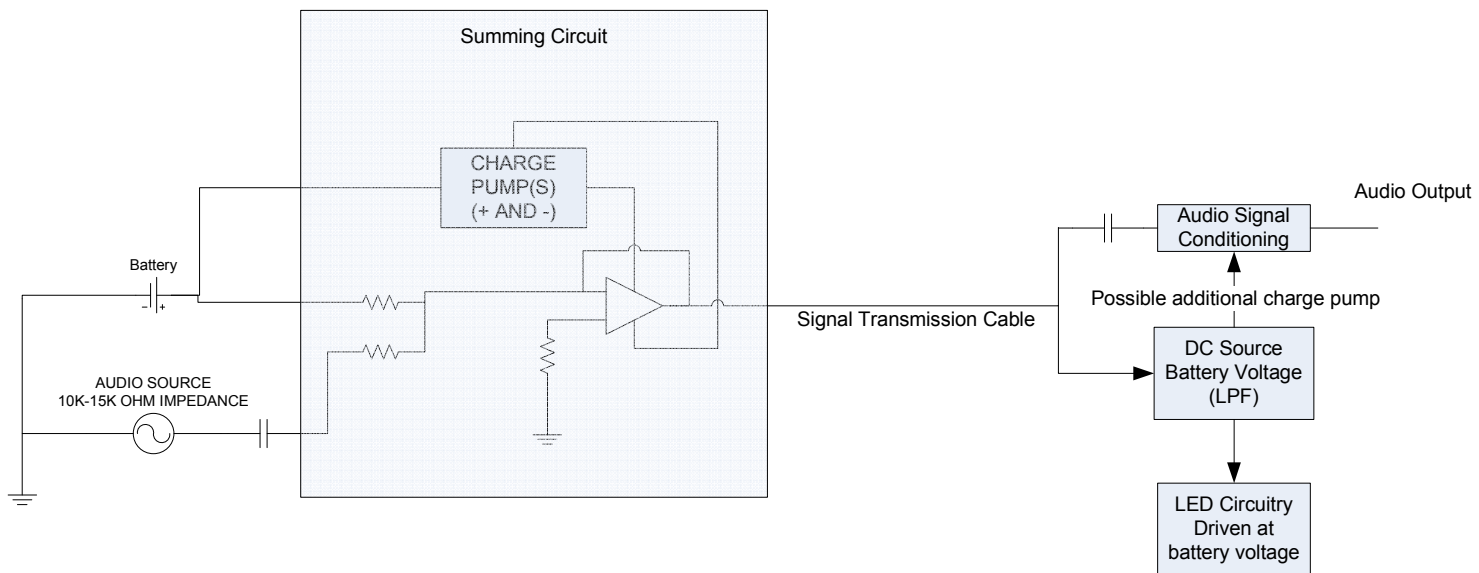 Summing Circuit
CHARGE
PUMP(S)
(+ AND -)
Battery
- +
AUDIO SOURCE
10K-15K OHM IMPEDANCE
Signal Transmission Cable
Audio Output
Audio Signal
Conditioning
Possible additional charge pump
DC Source
Battery Voltage
(LPF)
LED Circuitry
Driven at
battery voltage